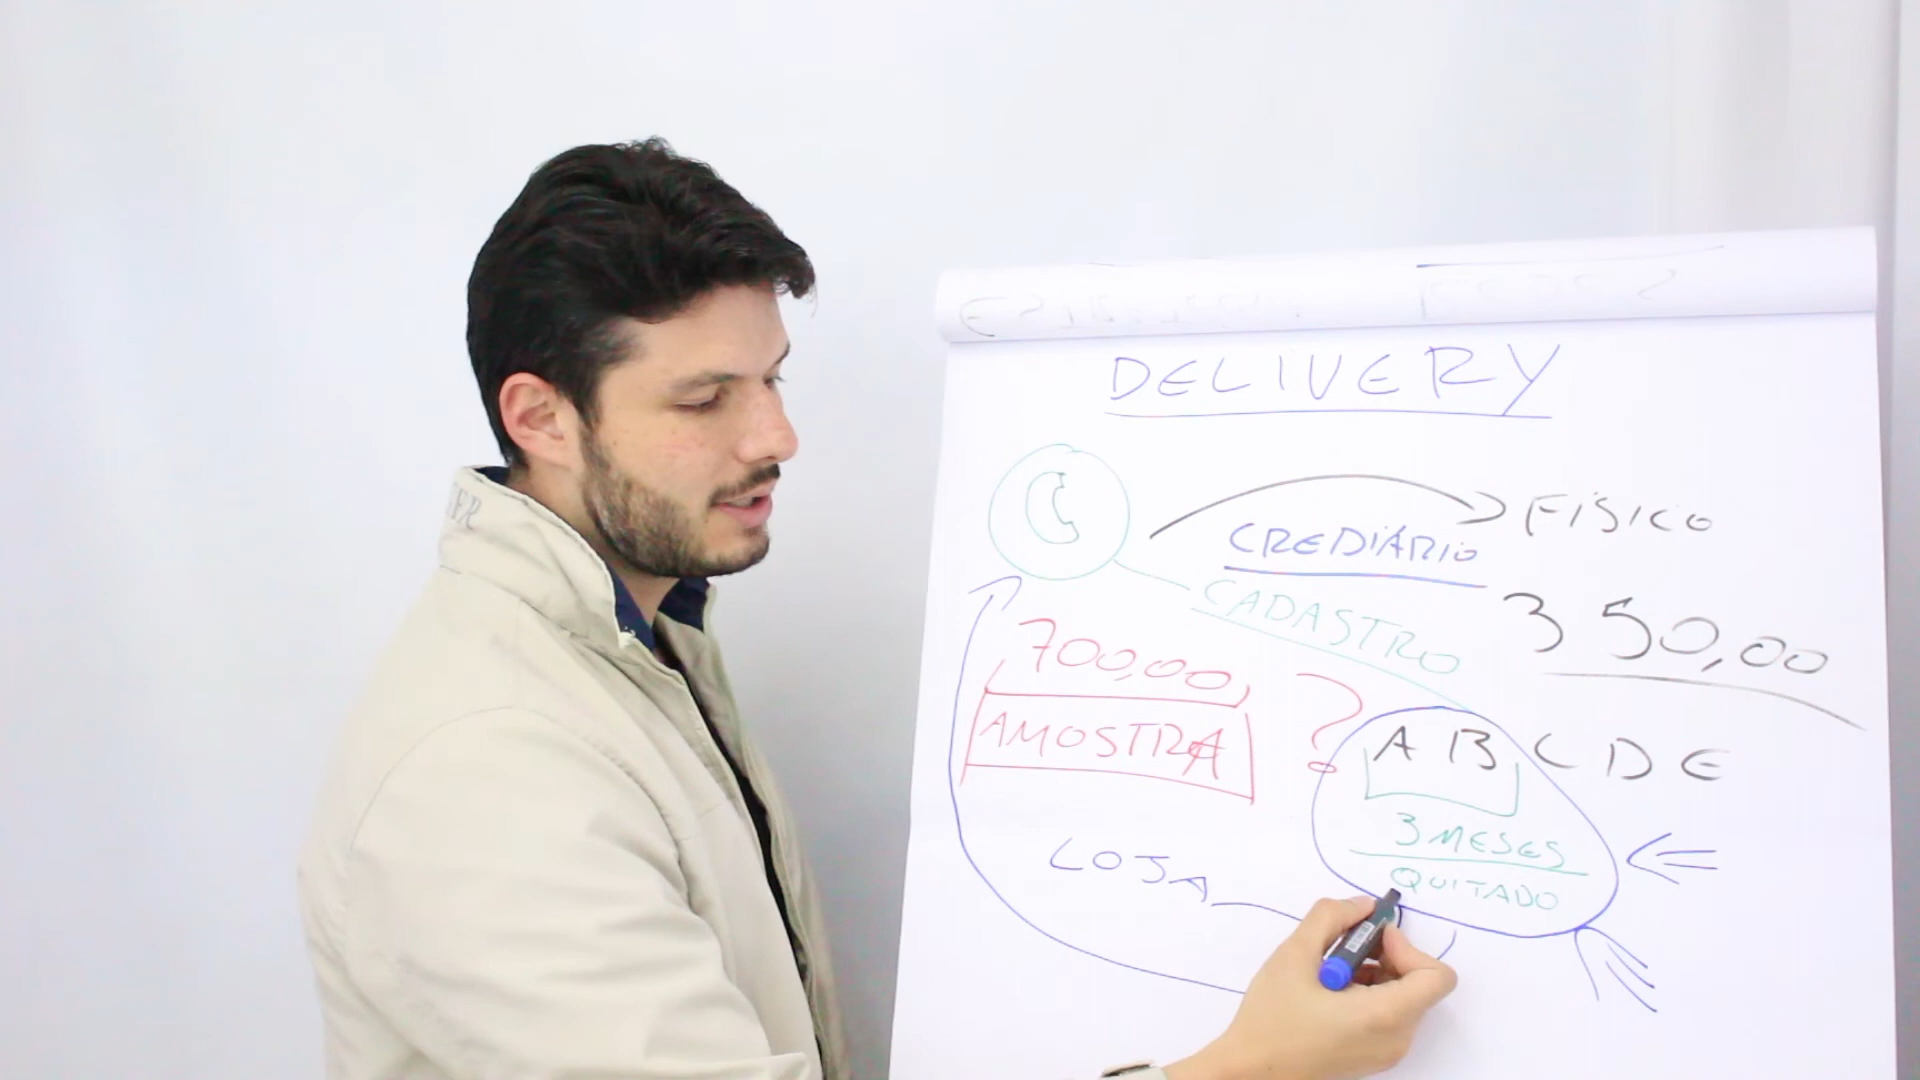 DELIVERY
FÍSICO
CREDIÁRIO
CADASTRO
350,00
700,00
AMOSTRA
?
A B C D E
3 MESES
QUITADO
LOJA